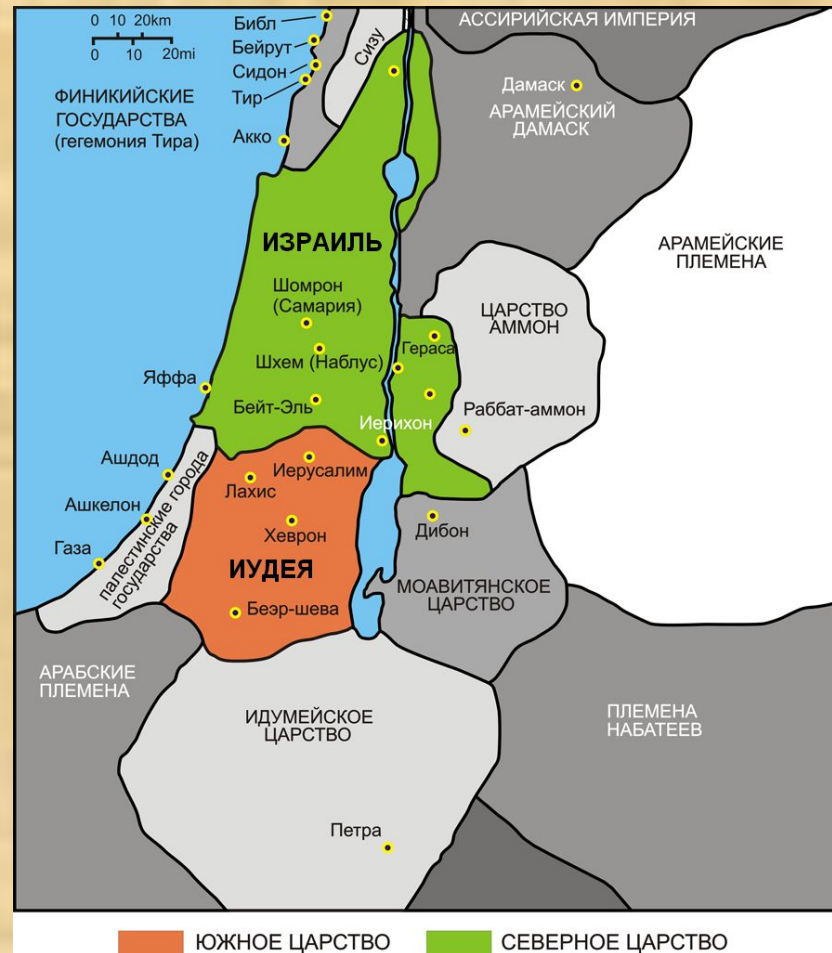 0 10 20km
0 10 20mi
Библ
Бейрут
Сидон
Тир
Акко
ФИНИКИЙСКИЕ
ГОСУДАРСТВА
(гегемония Тира)
Сизу
АССИРИЙСКАЯ ИМПЕРИЯ
Дамаск
АРАМЕЙСКИЙ
ДАМАСК
АРАМЕЙСКИЕ
ПЛЕМЕНА
ИЗРАИЛЬ
Шомрон
(Самария)
Шхем (Наблус)
Бейт-Эль
Яффа
Иерихон
Гераса
ЦАРСТВО
АММОН
Раббат-аммон
Ашдод
Ашкелон
Газа
палестинские города
государства
Иерусалим
Лахис
Хеврон
ИУДЕЯ
Беэр-шева
Дибон
МОАВИТЯНСКОЕ
ЦАРСТВО
АРАБСКИЕ
ПЛЕМЕНА
ИДУМЕЙСКОЕ
ЦАРСТВО
ПЛЕМЕНА
НАБАТЕЕВ
Петра
ЮЖНОЕ ЦАРСТВО
СЕВЕРНОЕ ЦАРСТВО